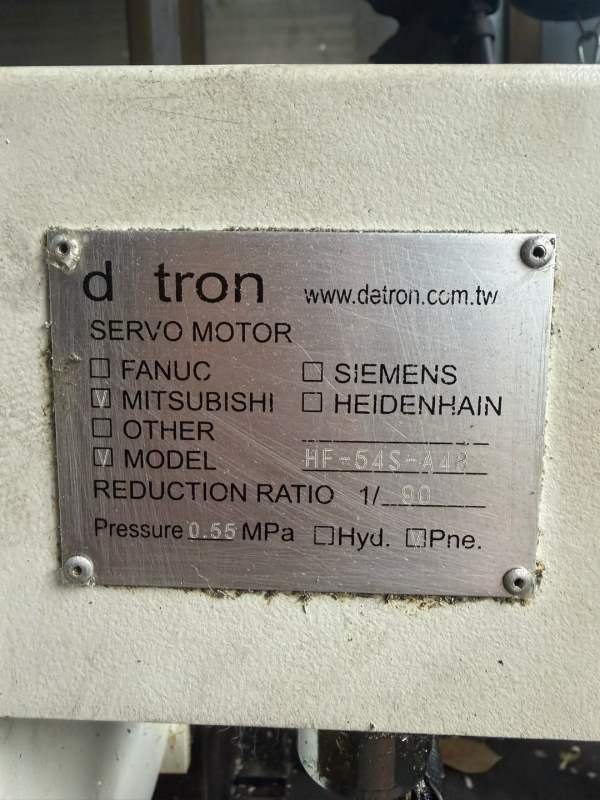 d tron www.detron.com.tw
SERVO MOTOR
☐ FANUC ☐ SIEMENS
☑ MITSUBISHI ☐ HEIDENHAIN
☐ OTHER
☑ MODEL HF-54S-A48
REDUCTION RATIO 1/ 90
Pressure 0.55 MPa ☐Hyd. ☑Pne.